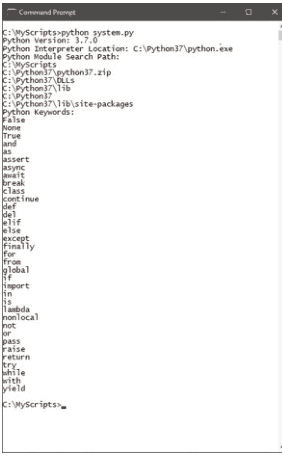 Command Prompt
C:\MyScripts>python system.py
Python Version: 3.7.0
Python Interpreter Location: C:\Python37\python.exe
Python Module Search Path:
C:\MyScripts
C:\Python37\python37.zip
C:\Python37\DLLs
C:\Python37\lib
C:\Python37
C:\Python37\lib\site-packages
Python Keywords:
False
None
True
and
as
assert
async
await
break
class
continue
def
del
elif
else
except
finally
for
from
global
if
import
in
is
lambda
nonlocal
not
or
pass
raise
return
try
while
with
yield
C:\MyScripts>_